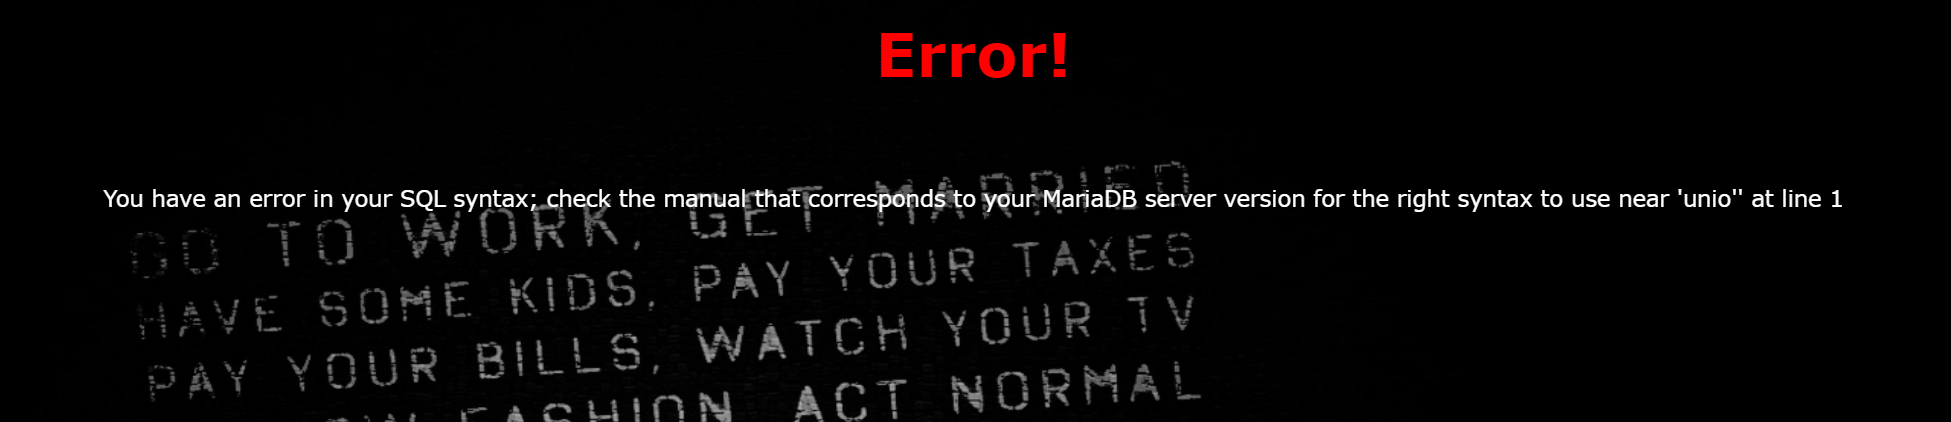 Error!
You have an error in your SQL syntax; check the manual that corresponds to your MariaDB server version for the right syntax to use near 'unio'' at line 1
GO TO WORK, GET MARRIED
HAVE SOME KIDS, PAY YOUR TAXES
PAY YOUR BILLS, WATCH YOUR TV
FASHION ACT NORMAL